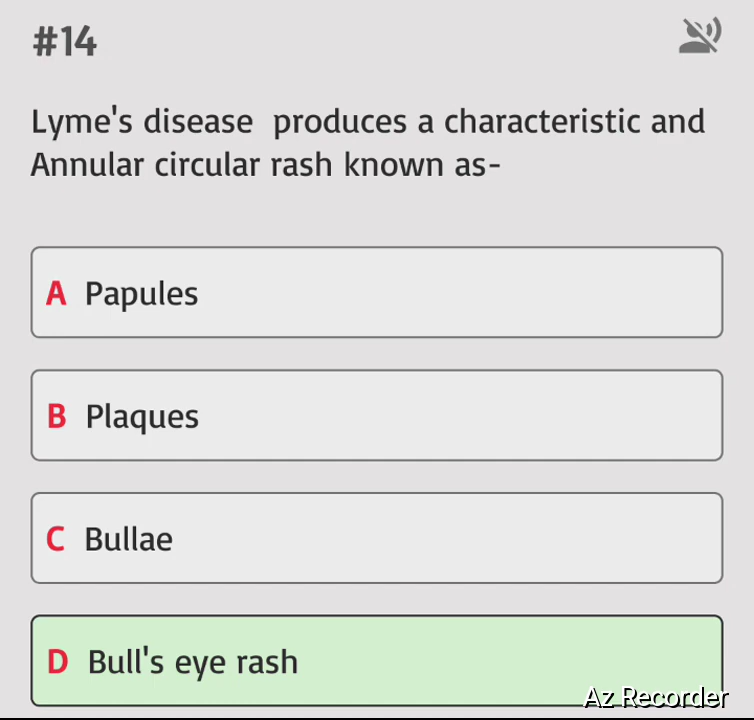 #14
Lyme's disease produces a characteristic and
Annular circular rash known as-
A Papules
B Plaques
C Bullae
D Bull's eye rash
Az Recorder